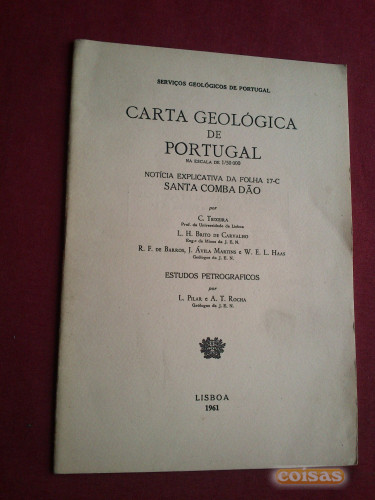 SERVIÇOS GEOLÓGICOS DE PORTUGAL
CARTA GEOLÓGICA
DE
PORTUGAL
NA ESCALA DE 1/50 000
NOTÍCIA EXPLICATIVA DA FOLHA 17-C
SANTA COMBA DÃO
por
C. TEIXEIRA
Prof. da Universidade de Lisboa
L. H. BRITO DE CARVALHO
Eng.º de Minas da J. E. N.
R. F. DE BARROS, J. ÁVILA MARTINS E W. E. L. HAAS
Geólogos da J. E. N.
ESTUDOS PETROGRAFICOS
por
L. PILAR E A. T. ROCHA
Geólogos da J. E. N.
LISBOA
1961
coisas